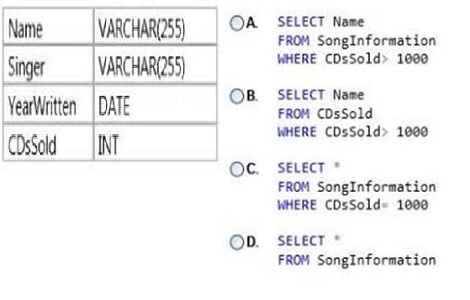 Name VARCHAR(255)
Singer VARCHAR(255)
YearWritten DATE
CDsSold INT
A. SELECT Name
FROM SongInformation
WHERE CDsSold> 1000
B. SELECT Name
FROM CDsSold
WHERE CDsSold> 1000
C. SELECT *
FROM SongInformation
WHERE CDsSold= 1000
D. SELECT *
FROM SongInformation